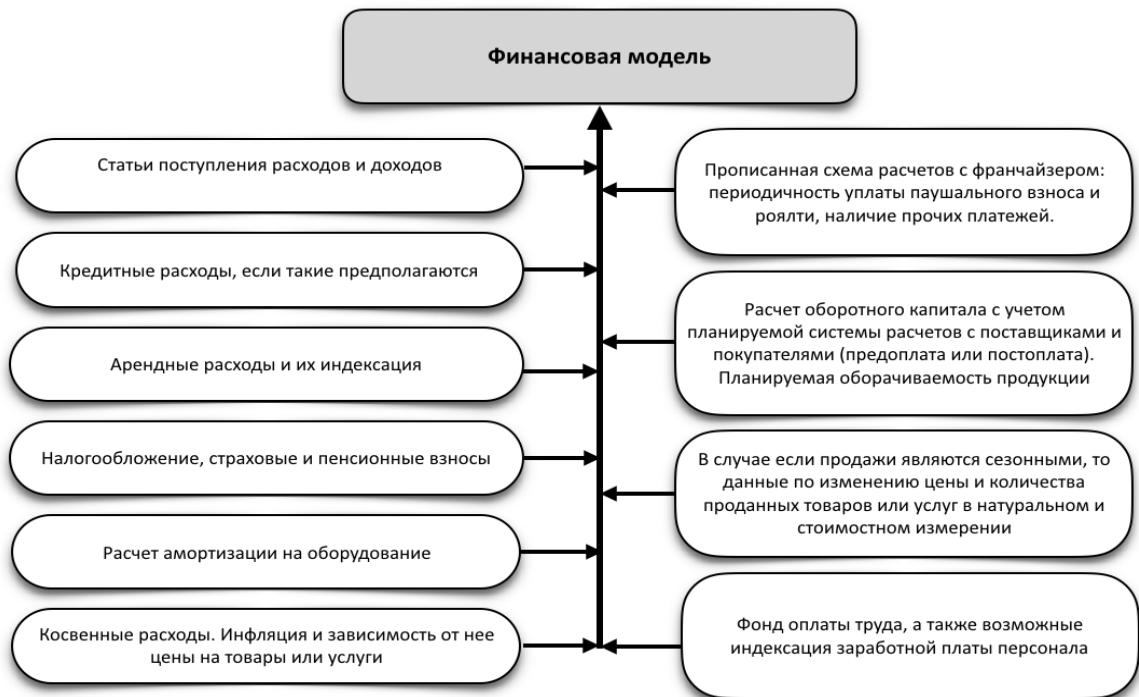 Финансовая модель
Статьи поступления расходов и доходов
Кредитные расходы, если такие предполагаются
Арендные расходы и их индексация
Налогообложение, страховые и пенсионные взносы
Расчет амортизации на оборудование
Косвенные расходы. Инфляция и зависимость от нее
цены на товары или услуги
Прописанная схема расчетов с франчайзером:
периодичность уплаты паушального взноса и
роялти, наличие прочих платежей.
Расчет оборотного капитала с учетом
планируемой системы расчетов с поставщиками и
покупателями (предоплата или постоплата).
Планируемая оборачиваемость продукции
В случае если продажи являются сезонными, то
данные по изменению цены и количества
проданных товаров или услуг в натуральном и
стоимостном измерении
Фонд оплаты труда, а также возможные
индексация заработной платы персонала